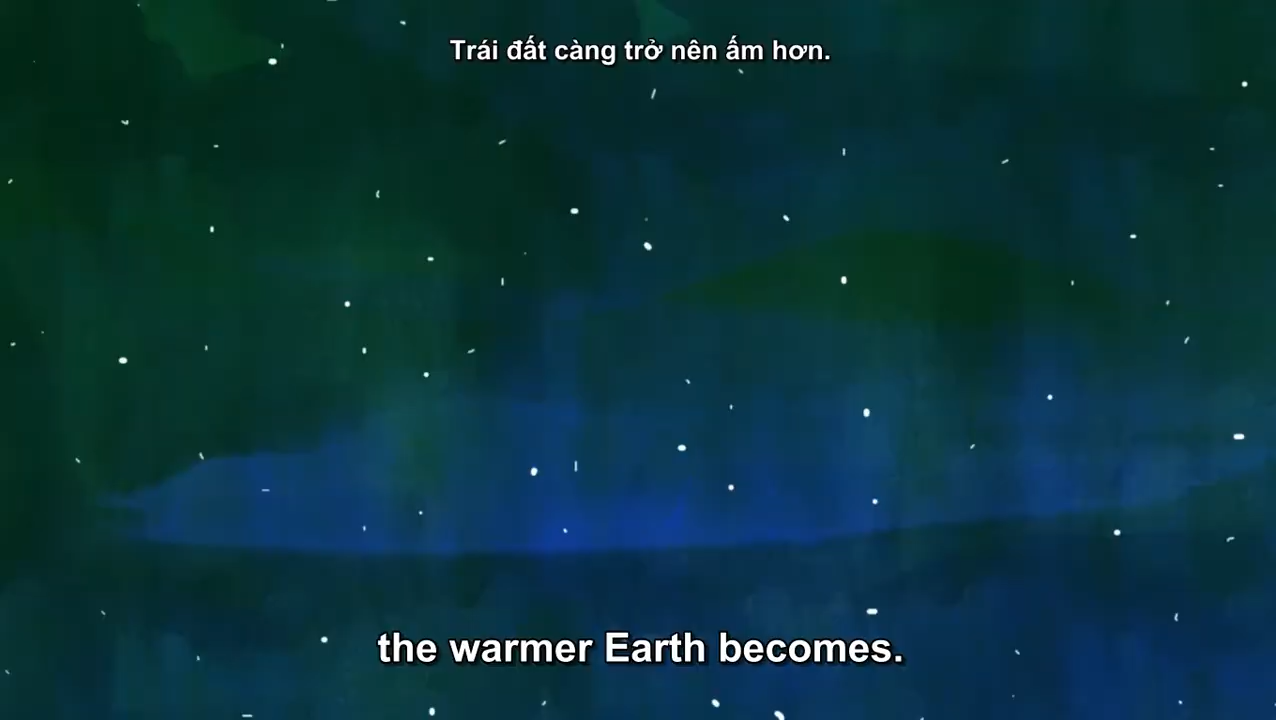 Trái đất càng trở nên ấm hơn.
the warmer Earth becomes.